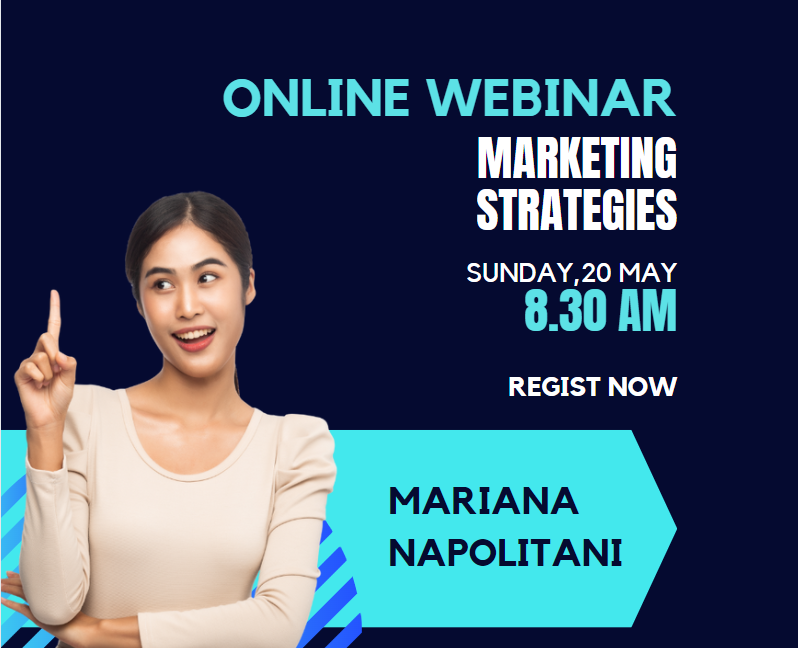 ONLINE WEBINAR
MARKETING
STRATEGIES
SUNDAY,20 MAY
8.30 AM
REGIST NOW
MARIANA
NAPOLITANI